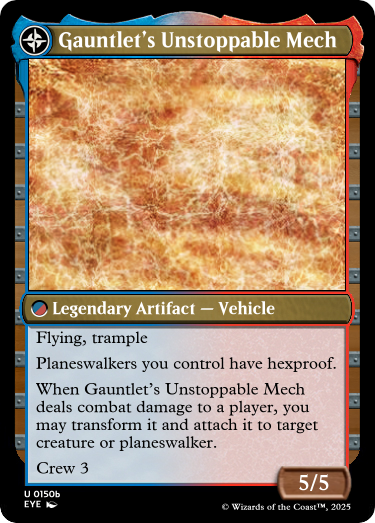 Gauntlet's Unstoppable Mech
Legendary Artifact — Vehicle
Flying, trample
Planeswalkers you control have hexproof.
When Gauntlet's Unstoppable Mech
deals combat damage to a player, you
may transform it and attach it to target
creature or planeswalker.
Crew 3
5/5
U 0150b
EYE
© Wizards of the Coast™, 2025